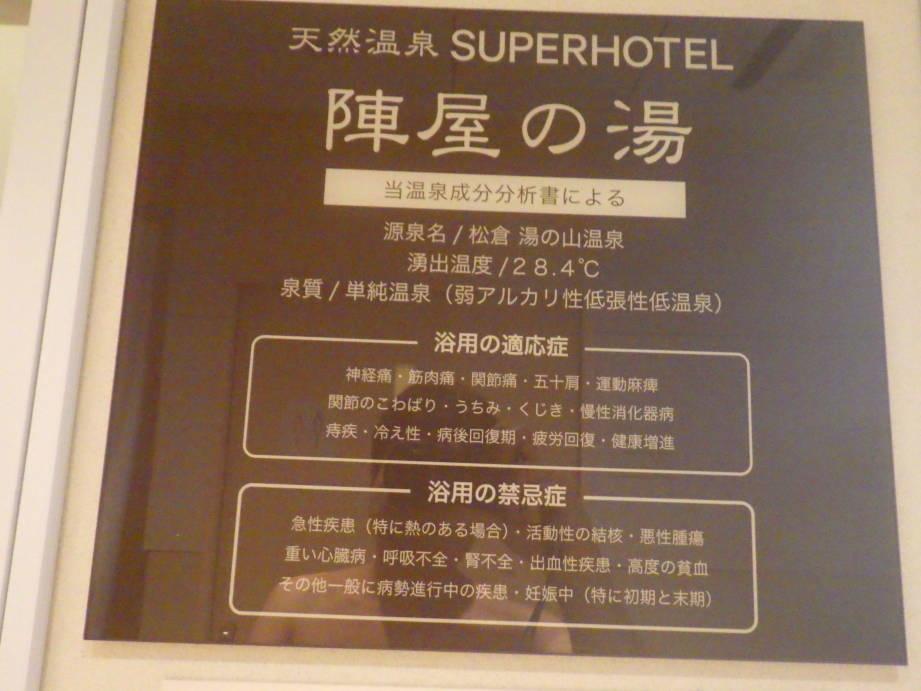 天然温泉 SUPERHOTEL
陣屋の湯
当温泉成分分析書による
源泉名/松倉 湯の山温泉
湧出温度/28.4℃
泉質/単純温泉（弱アルカリ性低張性低温泉）
浴用の適応症
神経痛・筋肉痛・関節痛・五十肩・運動麻痺
関節のこわばり・うちみ・くじき・慢性消化器病
痔疾・冷え性・病後回復期・疲労回復・健康増進
浴用の禁忌症
急性疾患（特に熱のある場合）・活動性の結核・悪性腫瘍
重い心臓病・呼吸不全・腎不全・出血性疾患・高度の貧血
その他一般に病勢進行中の疾患・妊娠中（特に初期と末期）